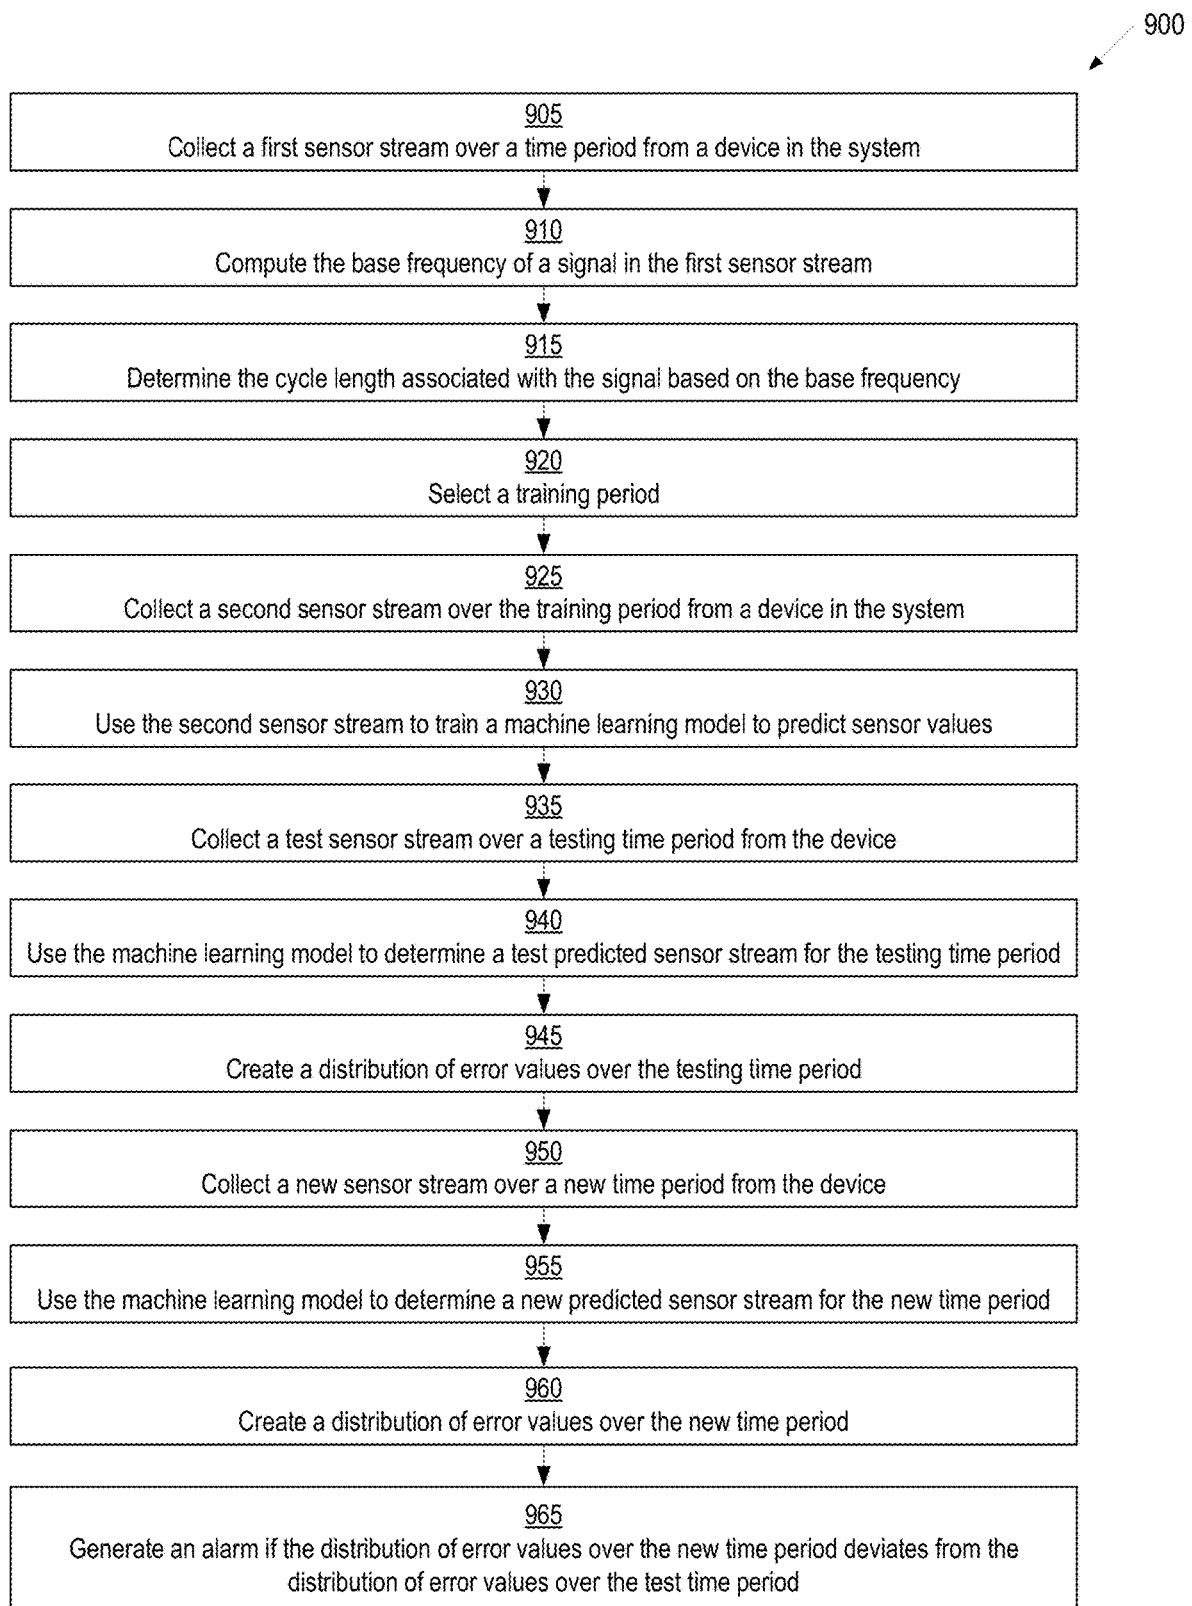 900
905
Collect a first sensor stream over a time period from a device in the system
910
Compute the base frequency of a signal in the first sensor stream
915
Determine the cycle length associated with the signal based on the base frequency
920
Select a training period
925
Collect a second sensor stream over the training period from a device in the system
930
Use the second sensor stream to train a machine learning model to predict sensor values
935
Collect a test sensor stream over a testing time period from the device
940
Use the machine learning model to determine a test predicted sensor stream for the testing time period
945
Create a distribution of error values over the testing time period
950
Collect a new sensor stream over a new time period from the device
955
Use the machine learning model to determine a new predicted sensor stream for the new time period
960
Create a distribution of error values over the new time period
965
Generate an alarm if the distribution of error values over the new time period deviates from the
distribution of error values over the test time period